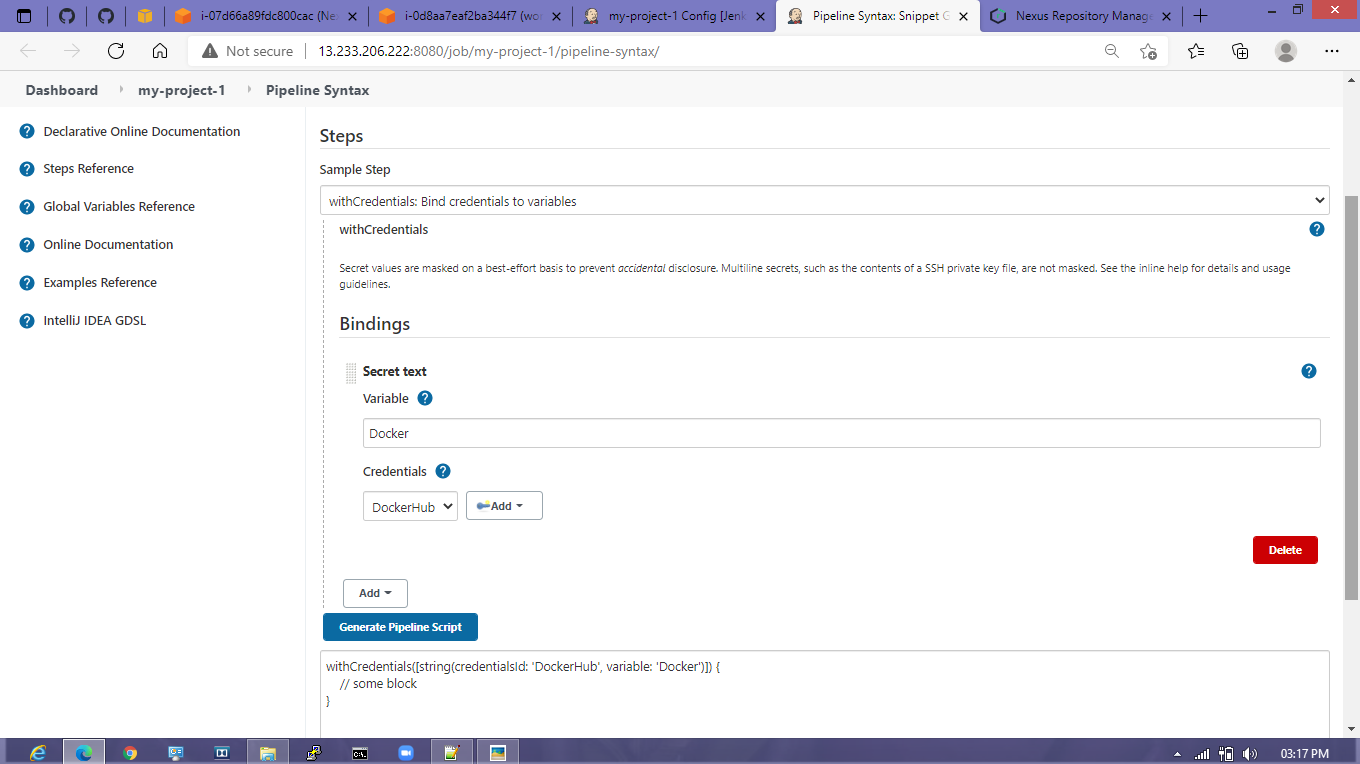 i-07d66a89fdc800cac (Ne
i-0d8aa7eaf2ba344f7 (wor
my-project-1 Config [Jenk
Pipeline Syntax: Snippet G
Nexus Repository Manage
Not secure
13.233.206.222:8080/job/my-project-1/pipeline-syntax/
Dashboard
my-project-1
Pipeline Syntax
Declarative Online Documentation
Steps Reference
Global Variables Reference
Online Documentation
Examples Reference
IntelliJ IDEA GDSL
Steps
Sample Step
withCredentials: Bind credentials to variables
withCredentials
Secret values are masked on a best-effort basis to prevent accidental disclosure. Multiline secrets, such as the contents of a SSH private key file, are not masked. See the inline help for details and usage
guidelines.
Bindings
Secret text
Variable
Docker
Credentials
DockerHub
Add
Delete
Add
Generate Pipeline Script
withCredentials([string(credentialsId: 'DockerHub', variable: 'Docker')]) {
// some block
}
03:17 PM